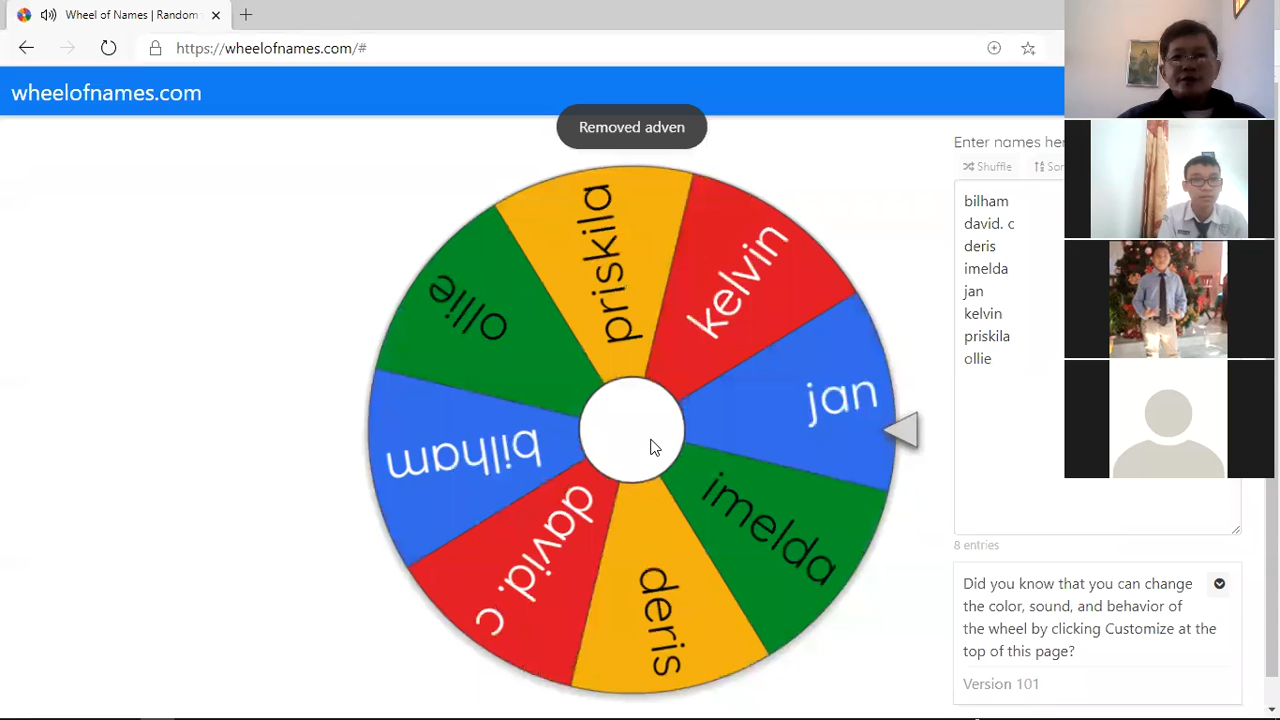 Wheel of Names | Random
https://wheelofnames.com/#
wheelofnames.com
Removed adven
priskila
kelvin
jan
imelda
deris
david. c
bilham
ollie
Enter names he
Shuffle
Sor
bilham
david. c
deris
imelda
jan
kelvin
priskila
ollie
8 entries
Did you know that you can change
the color, sound, and behavior of
the wheel by clicking Customize at the
top of this page?
Version 101